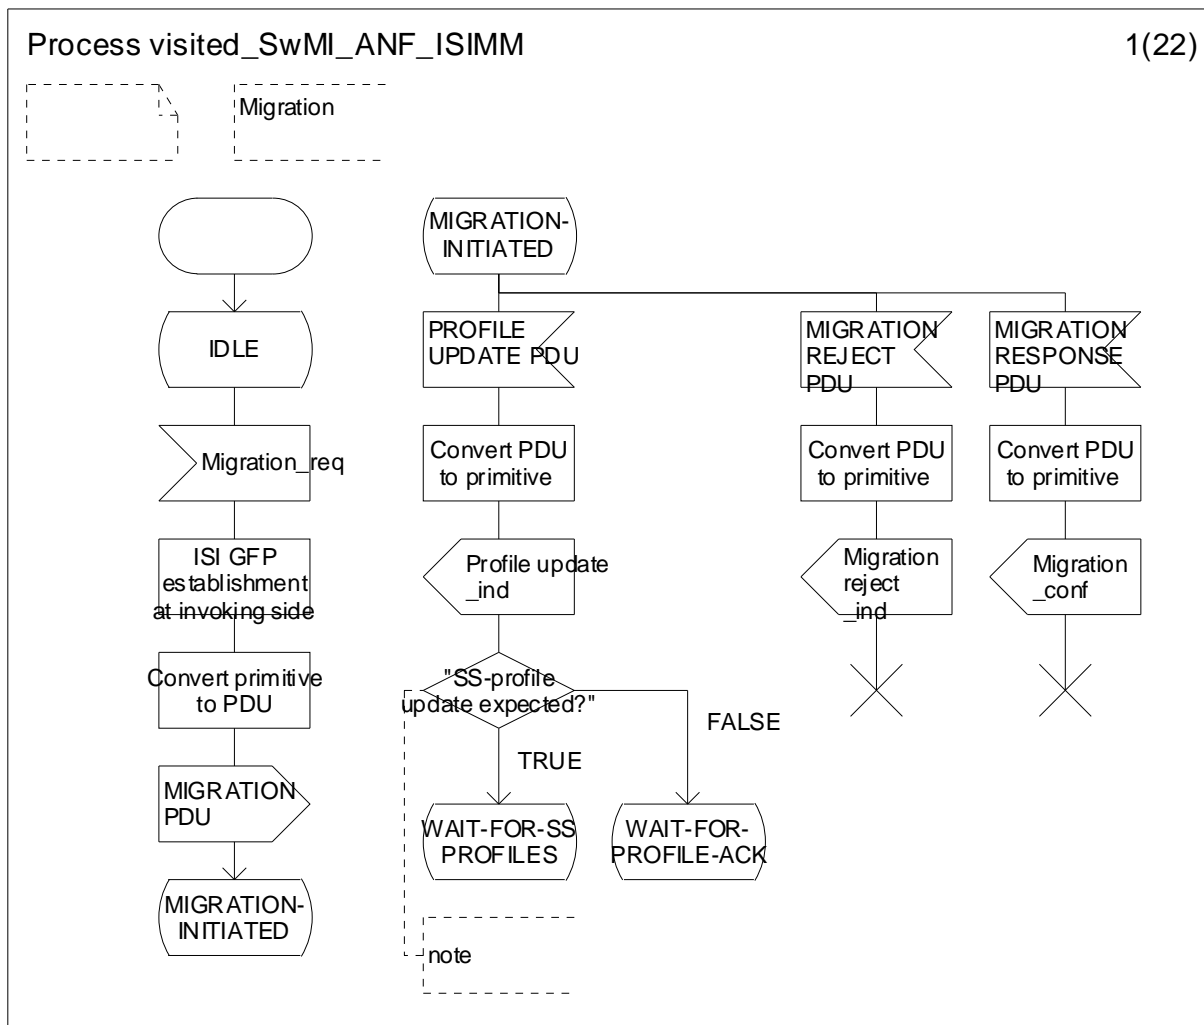 Process visited_SwMI_ANF_ISIMM
1(22)
Migration
IDLE
Migration_req
ISI GFP
establishment
at invoking side
Convert primitive
to PDU
MIGRATION
PDU
MIGRATION-
INITIATED
MIGRATION-
INITIATED
PROFILE
UPDATE PDU
Convert PDU
to primitive
Profile update
_ind
"SS-profile
update expected?"
TRUE
FALSE
WAIT-FOR-SS
PROFILES
WAIT-FOR-
PROFILE-ACK
note
MIGRATION
REJECT
PDU
Convert PDU
to primitive
Migration
reject
_ind
MIGRATION
RESPONSE
PDU
Convert PDU
to primitive
Migration
_conf